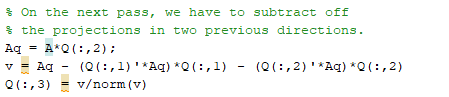 % On the next pass, we have to subtract off
% the projections in two previous directions.
Aq = A*Q(:,2);
v = Aq - (Q(:,1)'*Aq)*Q(:,1) - (Q(:,2)'*Aq)*Q(:,2)
Q(:,3) = v/norm(v)